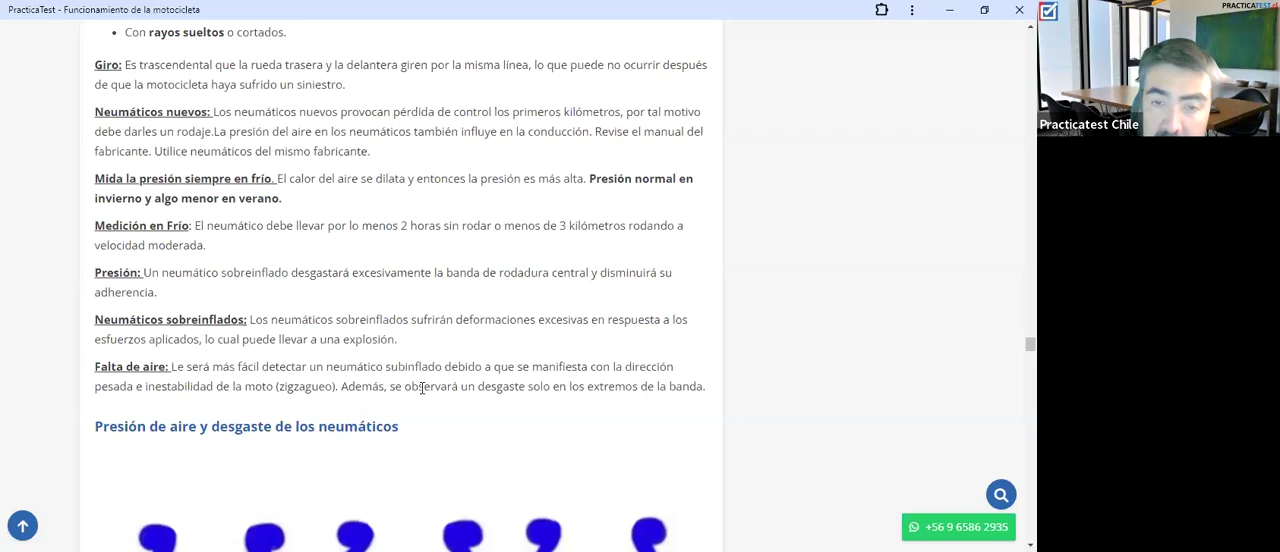 PracticaTest - Funcionamiento de la motocicleta
Con rayos sueltos o cortados.
Giro: Es trascendental que la rueda trasera y la delantera giren por la misma línea, lo que puede no ocurrir después
de que la motocicleta haya sufrido un siniestro.
Neumáticos nuevos: Los neumáticos nuevos provocan pérdida de control los primeros kilómetros, por tal motivo
debe darles un rodaje.La presión del aire en los neumáticos también influye en la conducción. Revise el manual del
fabricante. Utilice neumáticos del mismo fabricante.
Mida la presión siempre en frío. El calor del aire se dilata y entonces la presión es más alta. Presión normal en
invierno y algo menor en verano.
Medición en Frío: El neumático debe llevar por lo menos 2 horas sin rodar o menos de 3 kilómetros rodando a
velocidad moderada.
Presión: Un neumático sobreinflado desgastará excesivamente la banda de rodadura central y disminuirá su
adherencia.
Neumáticos sobreinflados: Los neumáticos sobreinflados sufrirán deformaciones excesivas en respuesta a los
esfuerzos aplicados, lo cual puede llevar a una explosión.
Falta de aire: Le será más fácil detectar un neumático subinflado debido a que se manifiesta con la dirección
pesada e inestabilidad de la moto (zigzagueo). Además, se observará un desgaste solo en los extremos de la banda.
Presión de aire y desgaste de los neumáticos
+56 9 6586 2935
PRACTICATEST.cl
Practicatest Chile